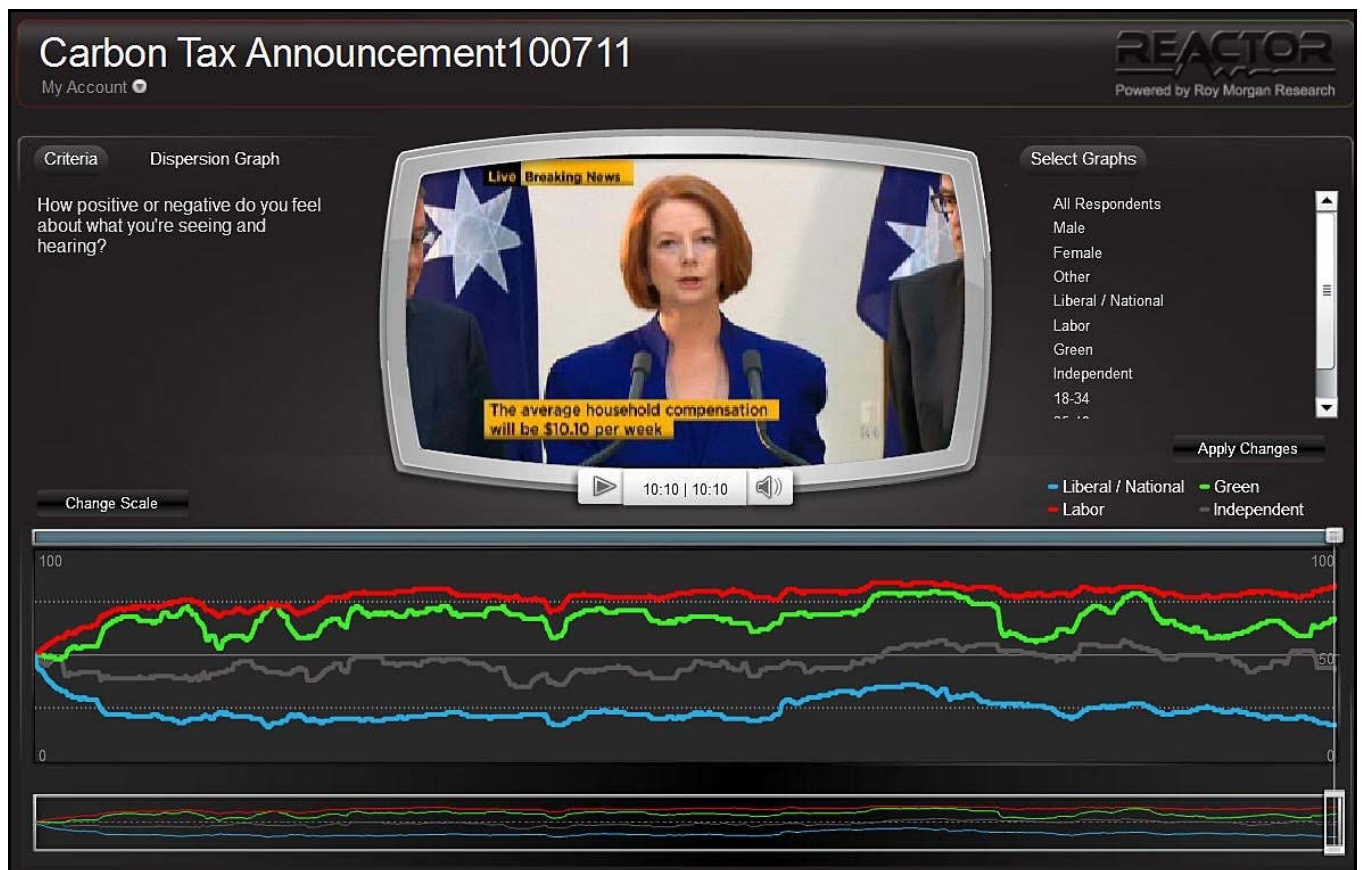 Carbon Tax Announcement100711
My Account
REACTOR
Powered by Roy Morgan Research
Criteria
Dispersion Graph
How positive or negative do you feel
about what you're seeing and
hearing?
Live Breaking News
The average household compensation
will be $10.10 per week
10:10 | 10:10
Select Graphs
All Respondents
Male
Female
Other
Liberal / National
Labor
Green
Independent
18-34
Apply Changes
Liberal / National
Green
Labor
Independent
Change Scale
100
100
50
0
0